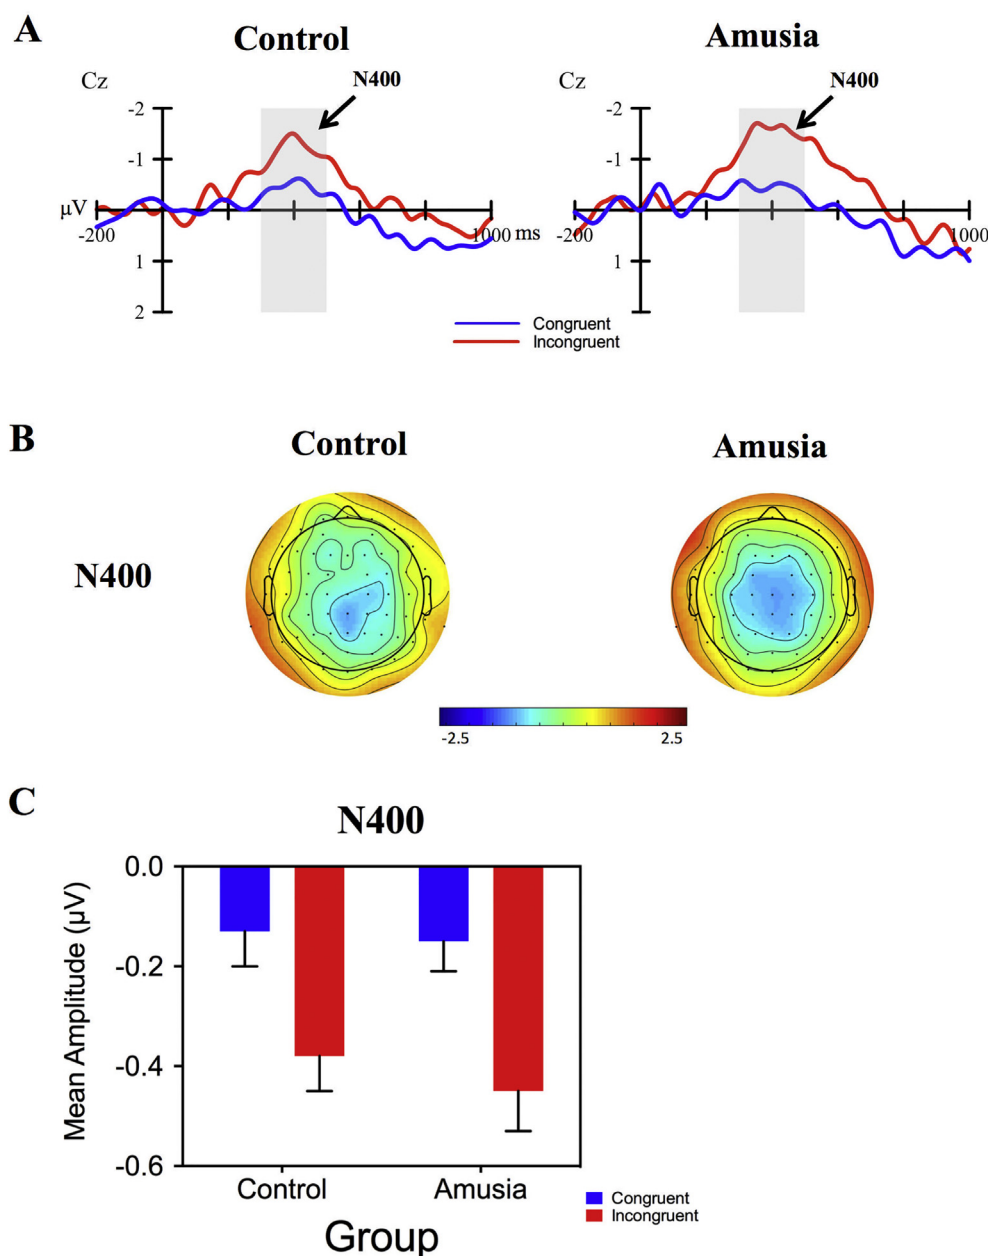 A
Control
Amusia
Cz
N400
Cz
N400
-2
-2
-1
-1
μV
-200
1000 ms
-200
1000
1
1
2
Congruent
Incongruent
B
Control
Amusia
N400
-2.5
2.5
C
N400
0.0
-0.2
-0.4
-0.6
Mean Amplitude (μV)
Control
Amusia
Group
Congruent
Incongruent